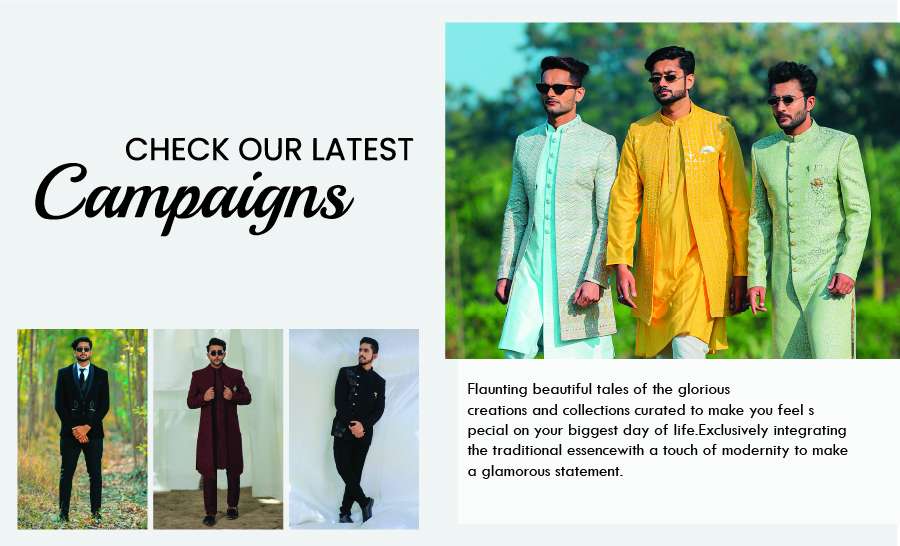 CHECK OUR LATEST
Campaigns
Flaunting beautiful tales of the glorious
creations and collections curated to make you feel s
pecial on your biggest day of life.Exclusively integrating
the traditional essencewith a touch of modernity to make
a glamorous statement.